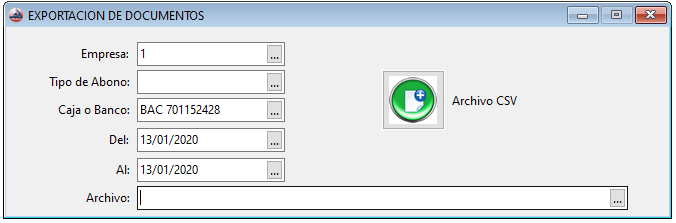 EXPORTACION DE DOCUMENTOS
Empresa: 1 ...
Tipo de Abono: ...
Caja o Banco: BAC 701152428 ...
Archivo CSV
Del: 13/01/2020 ...
Al: 13/01/2020 ...
Archivo: ...